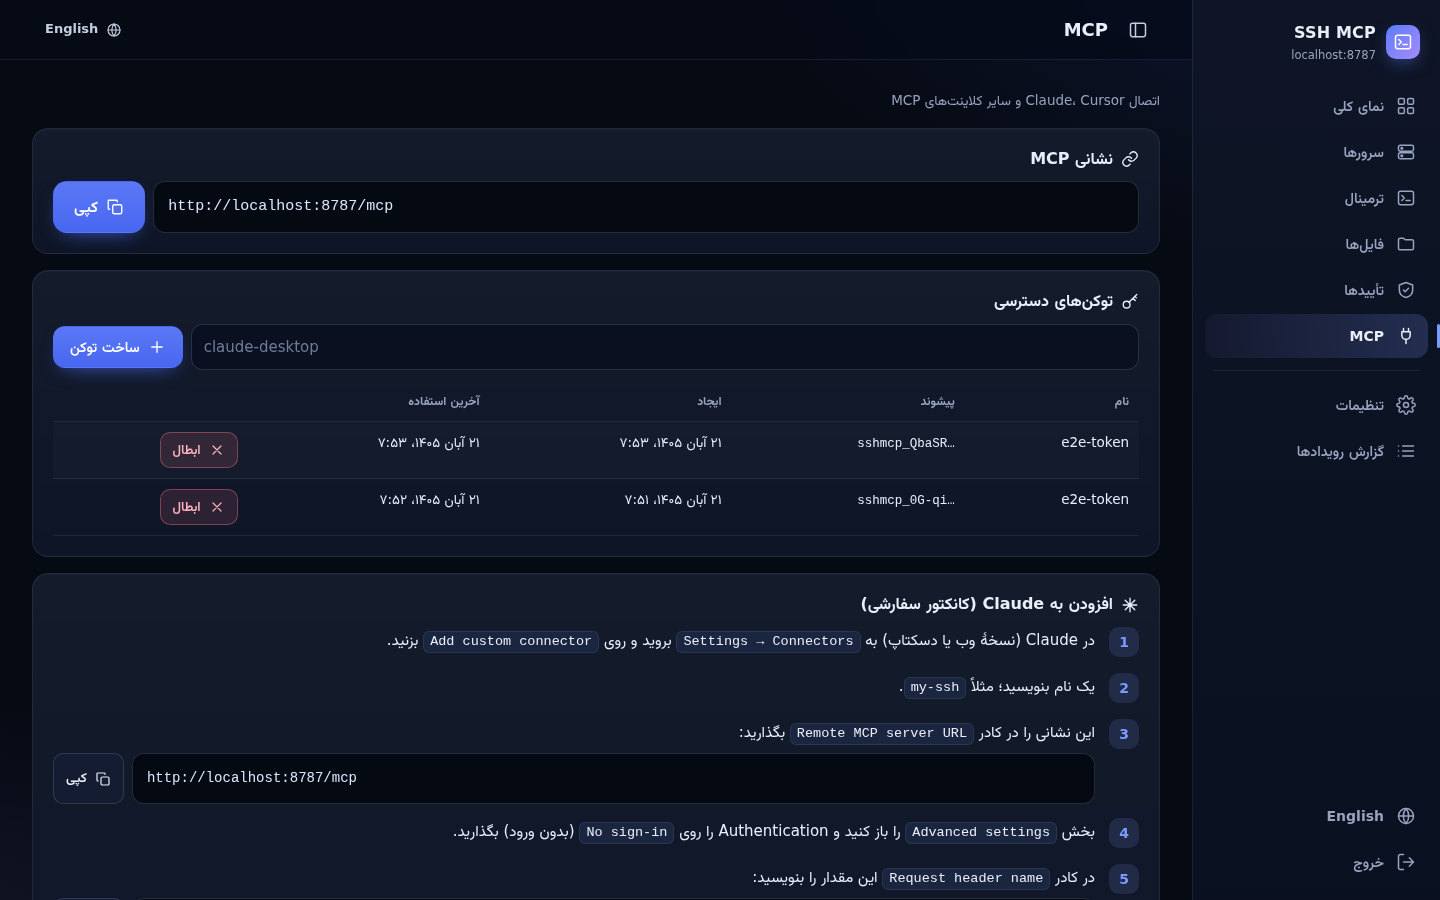 SSH MCP
localhost:8787
نمای کلی
سرورها
ترمینال
فایل‌ها
تأییدها
MCP
تنظیمات
گزارش رویدادها
English
خروج
MCP
English
اتصال Claude، Cursor و سایر کلاینت‌های MCP
نشانی MCP
http://localhost:8787/mcp
کپی
توکن‌های دسترسی
claude-desktop
ساخت توکن
نام پیشوند ایجاد آخرین استفاده
e2e-token sshmcp_QbaSR… ۲۱ آبان ۱۴۰۵، ۷:۵۳ ۲۱ آبان ۱۴۰۵، ۷:۵۳ ابطال
e2e-token sshmcp_0G-qi… ۲۱ آبان ۱۴۰۵، ۷:۵۱ ۲۱ آبان ۱۴۰۵، ۷:۵۲ ابطال
افزودن به Claude (کانکتور سفارشی)
1 در Claude (نسخهٔ وب یا دسکتاپ) به Settings → Connectors بروید و روی Add custom connector بزنید.
2 یک نام بنویسید؛ مثلاً my-ssh.
3 این نشانی را در کادر Remote MCP server URL بگذارید:
http://localhost:8787/mcp
کپی
4 بخش Advanced settings را باز کنید و Authentication را روی No sign-in (بدون ورود) بگذارید.
5 در کادر Request header name این مقدار را بنویسید: